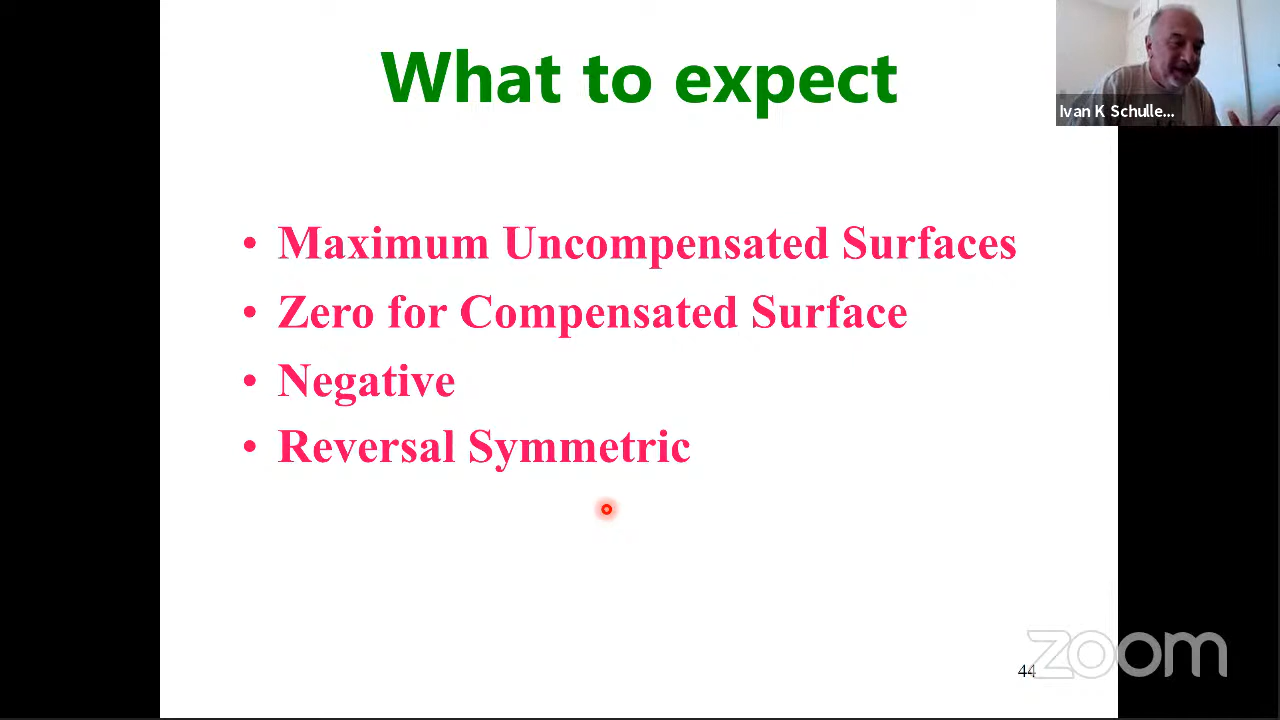 What to expect
Ivan K Schulle...
• Maximum Uncompensated Surfaces
• Zero for Compensated Surface
• Negative
• Reversal Symmetric
44
zoom